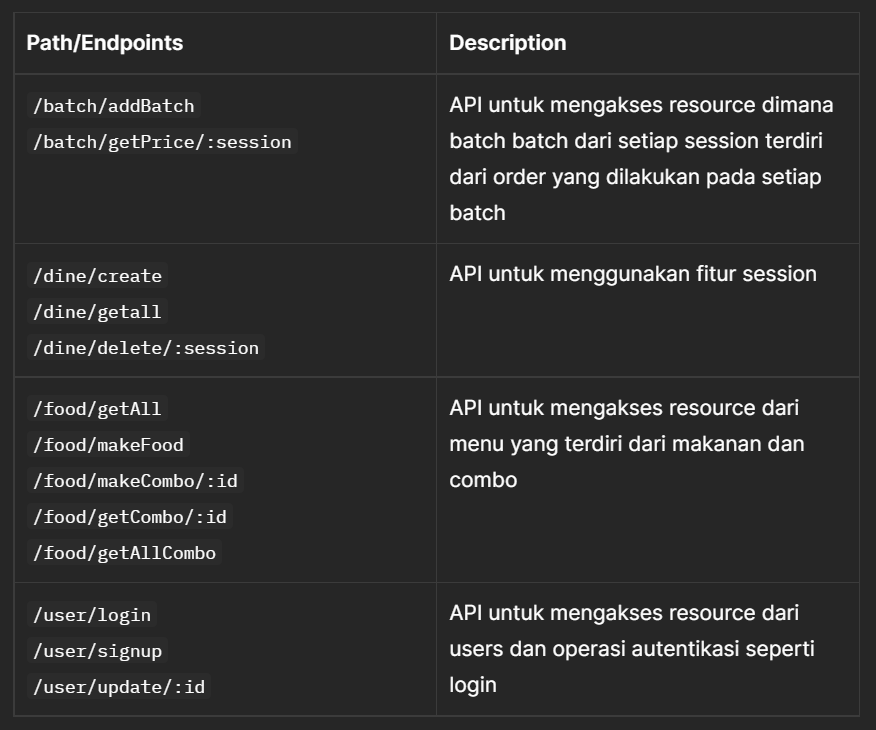 Path/Endpoints
Description
/batch/addBatch
/batch/getPrice/:session
API untuk mengakses resource dimana
batch batch dari setiap session terdiri
dari order yang dilakukan pada setiap
batch
/dine/create
/dine/getall
/dine/delete/:session
API untuk menggunakan fitur session
/food/getAll
/food/makeFood
/food/makeCombo/:id
/food/getCombo/:id
/food/getAllCombo
API untuk mengakses resource dari
menu yang terdiri dari makanan dan
combo
/user/login
/user/signup
/user/update/:id
API untuk mengakses resource dari
users dan operasi autentikasi seperti
login